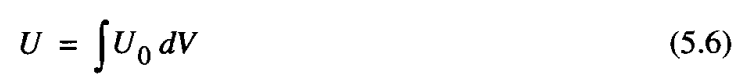 U = ∫U₀ dV (5.6)